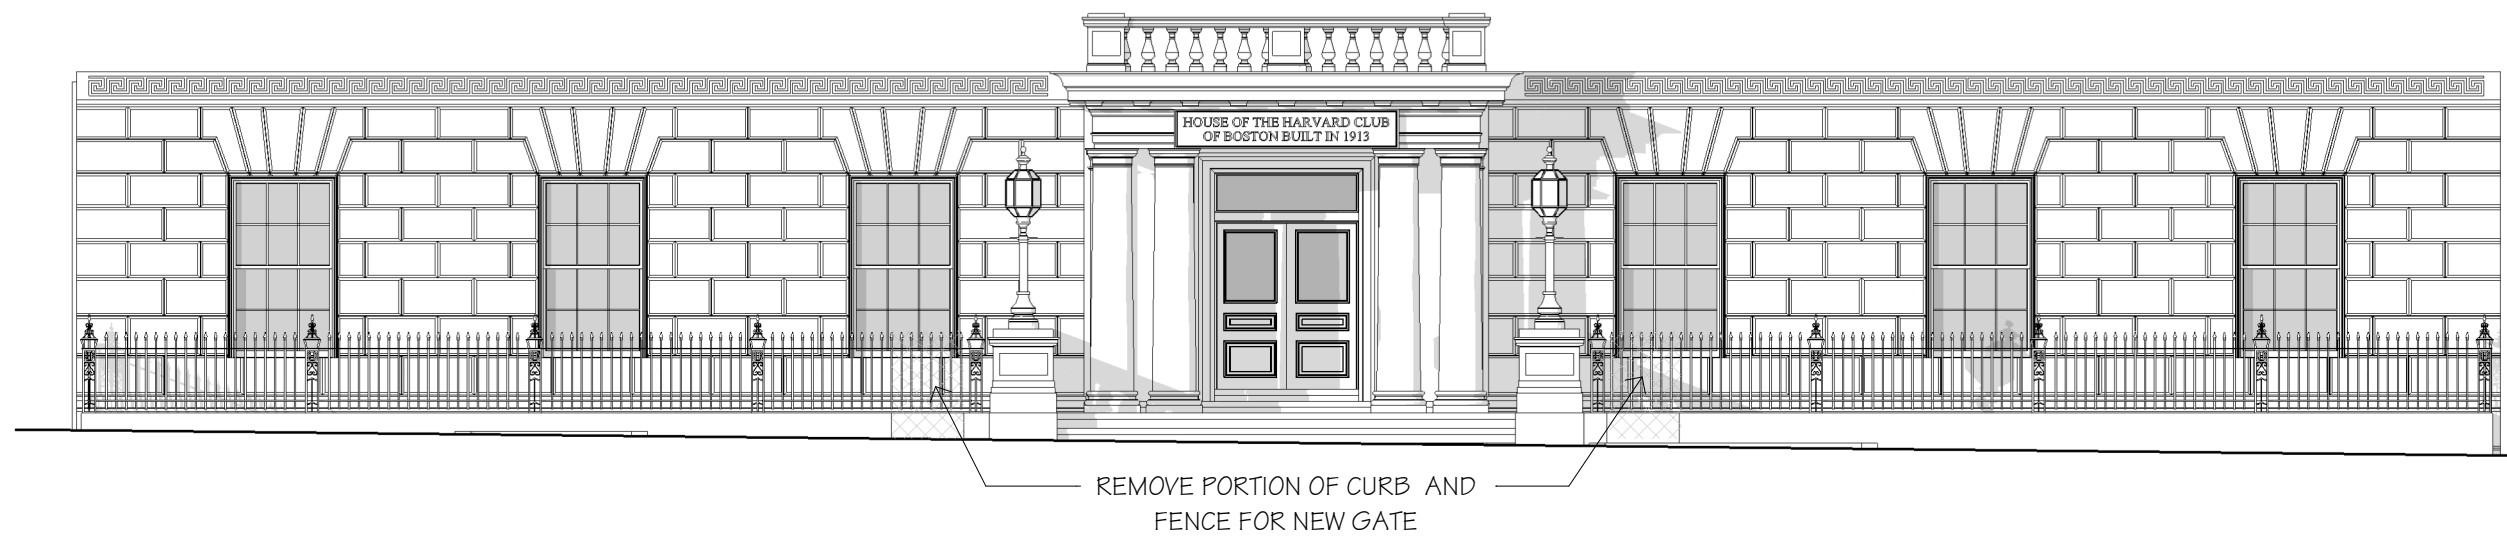 HOUSE OF THE HARVARD CLUB
OF BOSTON BUILT IN 1913
REMOVE PORTION OF CURB AND
FENCE FOR NEW GATE